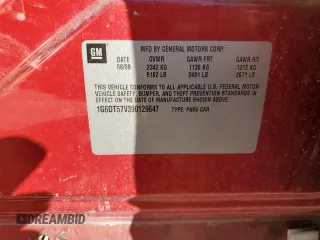 GM
MFD BY GENERAL MOTORS CORP.
08/08
GVWR
GAWR FRT
GAWR RR
2342 KG
1130 KG
1212 KG
5162 LB
2491 LB
2671 LB
THIS VEHICLE CONFORMS TO ALL APPLICABLE U.S. FEDERAL MOTOR
VEHICLE SAFETY, BUMPER, AND THEFT PREVENTION STANDARDS IN
EFFECT ON THE DATE OF MANUFACTURE SHOWN ABOVE.
1G6DT57V390129647
TYPE: PASS CAR
DREAMBID